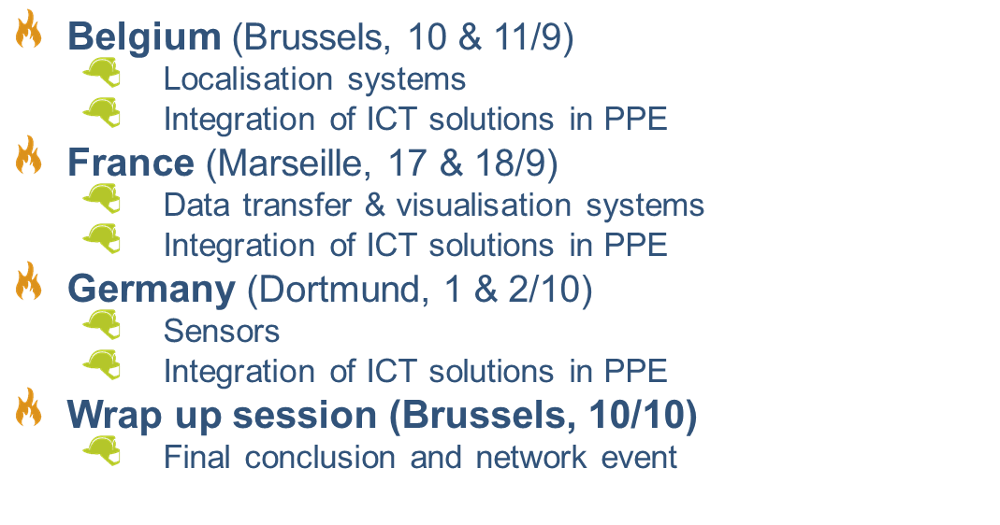 Belgium (Brussels, 10 & 11/9)
Localisation systems
Integration of ICT solutions in PPE
France (Marseille, 17 & 18/9)
Data transfer & visualisation systems
Integration of ICT solutions in PPE
Germany (Dortmund, 1 & 2/10)
Sensors
Integration of ICT solutions in PPE
Wrap up session (Brussels, 10/10)
Final conclusion and network event